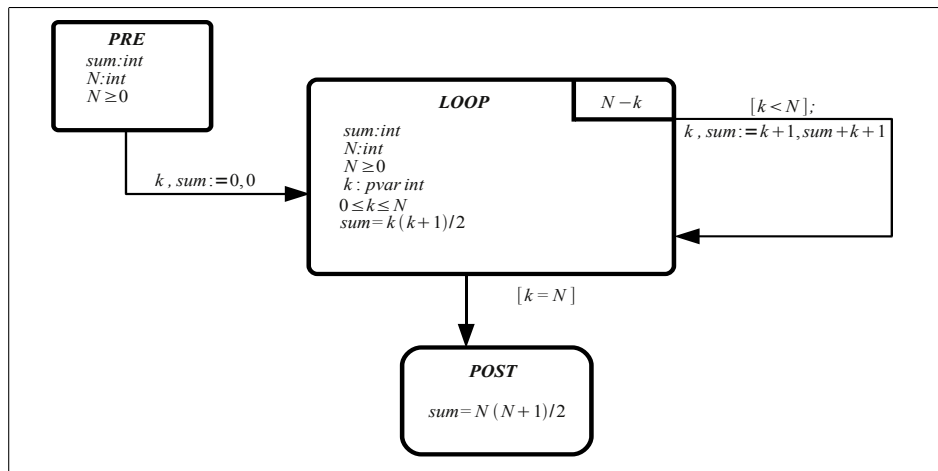 PRE
sum:int
N:int
N≥0
k,sum:=0,0
LOOP
N−k
sum:int
N:int
N≥0
k: pvar int
0≤k≤N
sum=k(k+1)/2
[k<N];
k,sum:=k+1,sum+k+1
[k=N]
POST
sum=N(N+1)/2